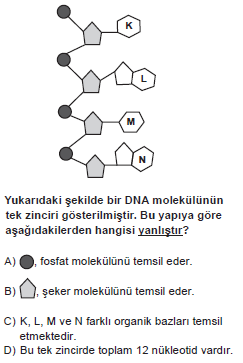 K
L
M
N
Yukarıdaki şekilde bir DNA molekülünün
tek zinciri gösterilmiştir. Bu yapıya göre
aşağıdakilerden hangisi yanlıştır?
A) , fosfat molekülünü temsil eder.
B) , şeker molekülünü temsil eder.
C) K, L, M ve N farklı organik bazları temsil
etmektedir.
D) Bu tek zincirde toplam 12 nükleotid vardır.